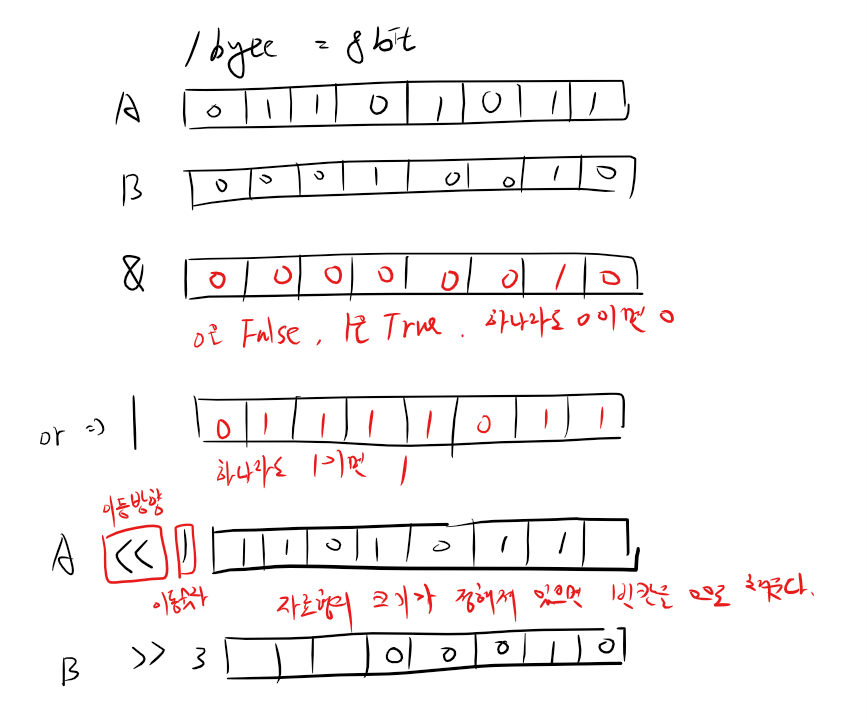 1 byee = 8 bit
A 0 1 1 0 1 0 1 1
B 0 0 0 1 0 0 1 0
& 0 0 0 0 0 0 1 0
0은 False, 1은 True. 하나라도 0이면 0
or => | 0 1 1 1 1 0 1 1
하나라도 1이면 1
이동방향
A << 1 1 1 0 1 0 1 1
이동숫자 자료형의 크기가 정해져 있으면 빈칸을 0으로 채운다.
B >> 3 0 0 0 1 0